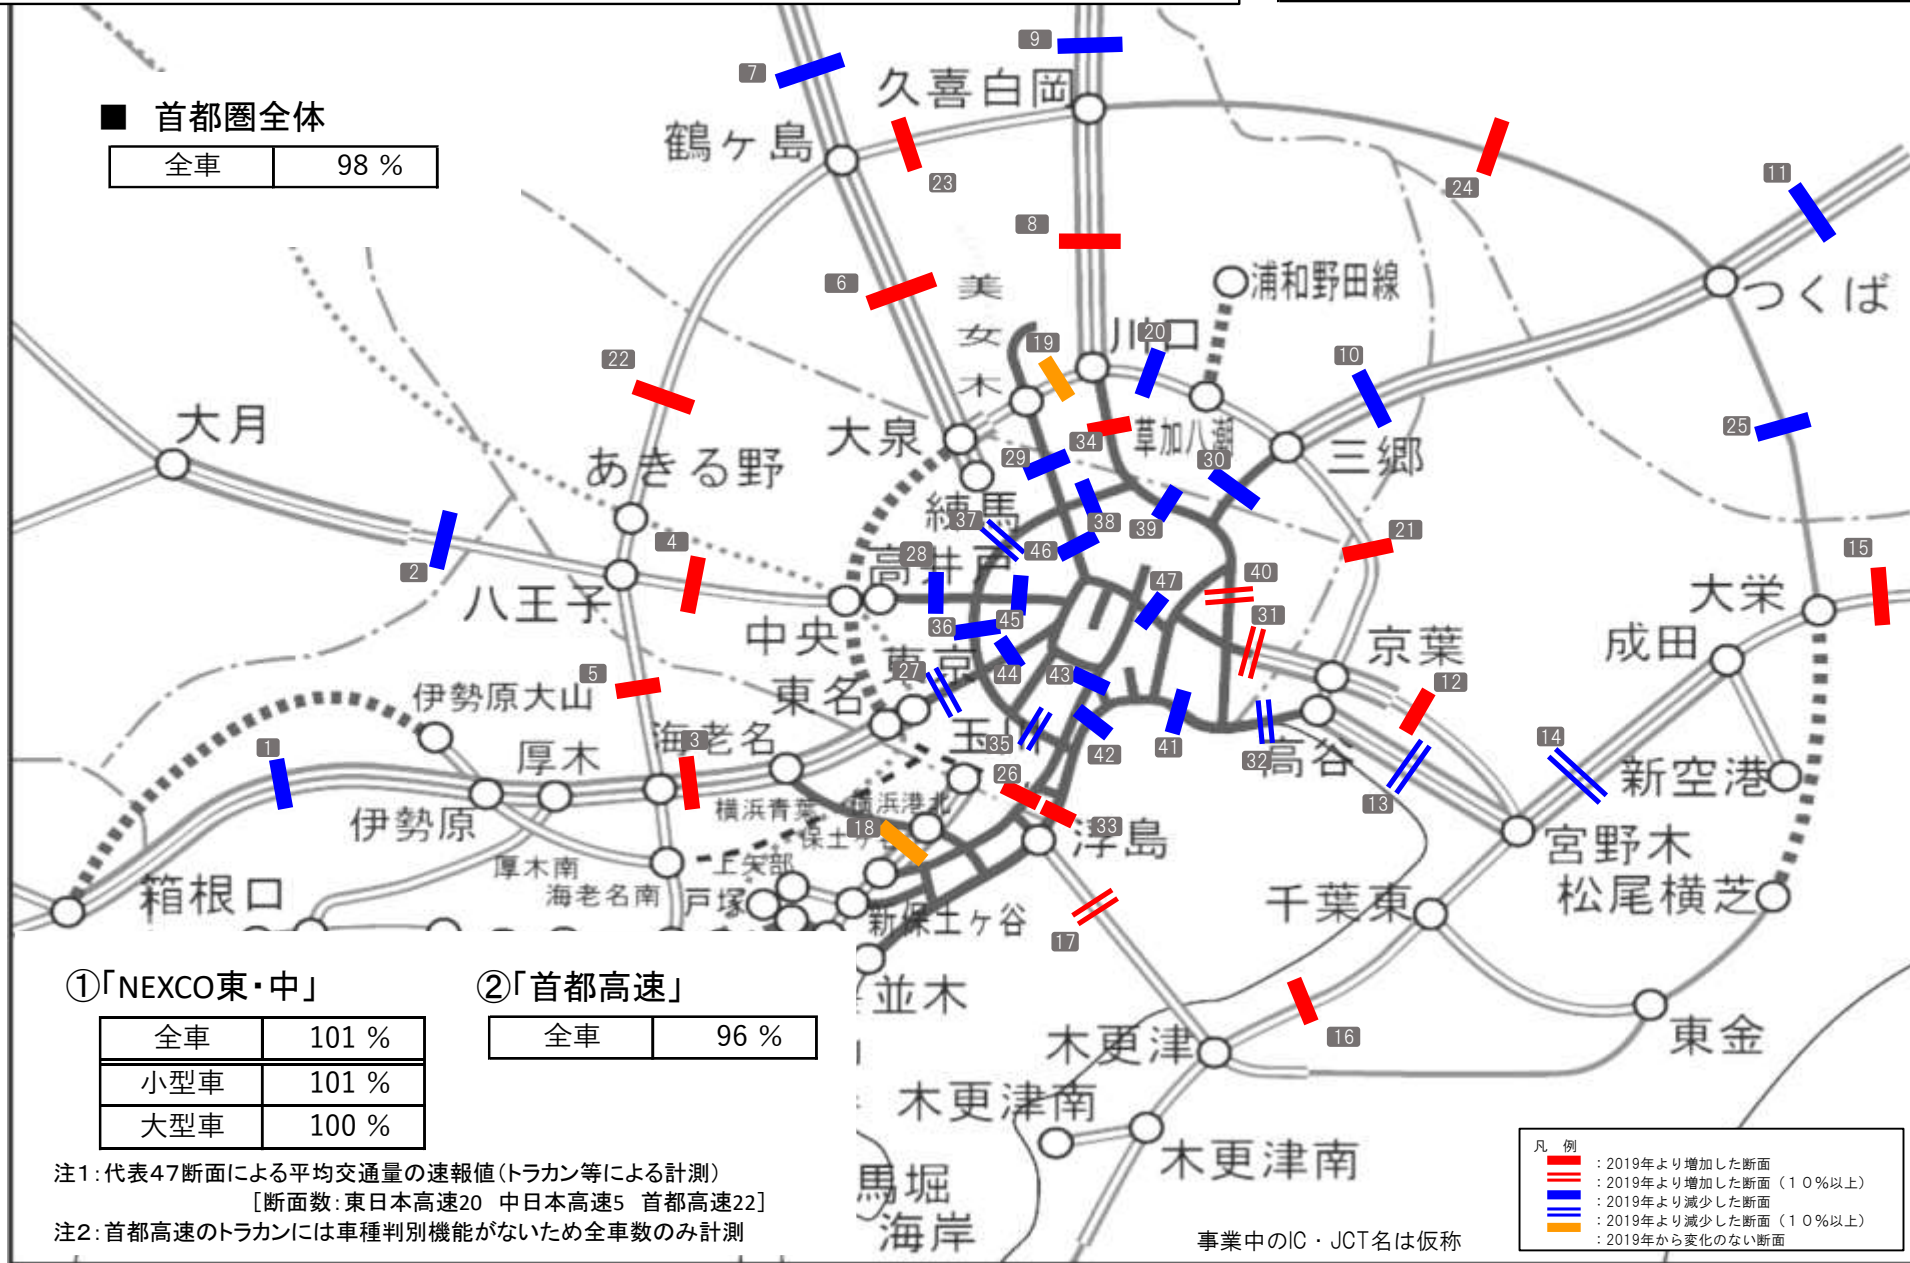 ■ 首都圏全体
全車 98 %
9
7
久喜白岡
鶴ヶ島
23
24
11
8
6
美女木
浦和野田線
つくば
川口
20
19
10
22
大月
大泉
34
草加八潮
25
あきる野
29
30
三郷
練馬
37
38
39
21
15
4
28
高井戸
46
47
40
大栄
2
八王子
中央
36
45
31
京葉
成田
東京
27
44
43
12
5
伊勢原大山
東名
玉川
1
厚木
海老名
3
35
42
41
32
高谷
14
新空港
26
13
横浜青葉
横浜港北
伊勢原
18
保土ヶ谷
33
浮島
宮野木
厚木南
上矢部
箱根口
海老名南
戸塚
新保土ヶ谷
千葉東
松尾横芝
17
並木
16
東金
木更津
木更津南
木更津南
馬堀
海岸
①「NEXCO東・中」
全車 101 %
小型車 101 %
大型車 100 %
②「首都高速」
全車 96 %
注1:代表47断面による平均交通量の速報値(トラカン等による計測)
[断面数:東日本高速20 中日本高速5 首都高速22]
注2:首都高速のトラカンには車種判別機能がないため全車数のみ計測
事業中のIC・JCT名は仮称
凡 例
:2019年より増加した断面
:2019年より増加した断面(10%以上)
:2019年より減少した断面
:2019年より減少した断面(10%以上)
:2019年から変化のない断面